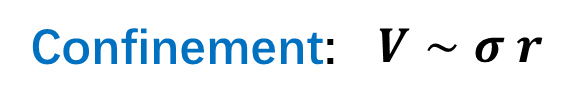 Confinement: V ~ σ r